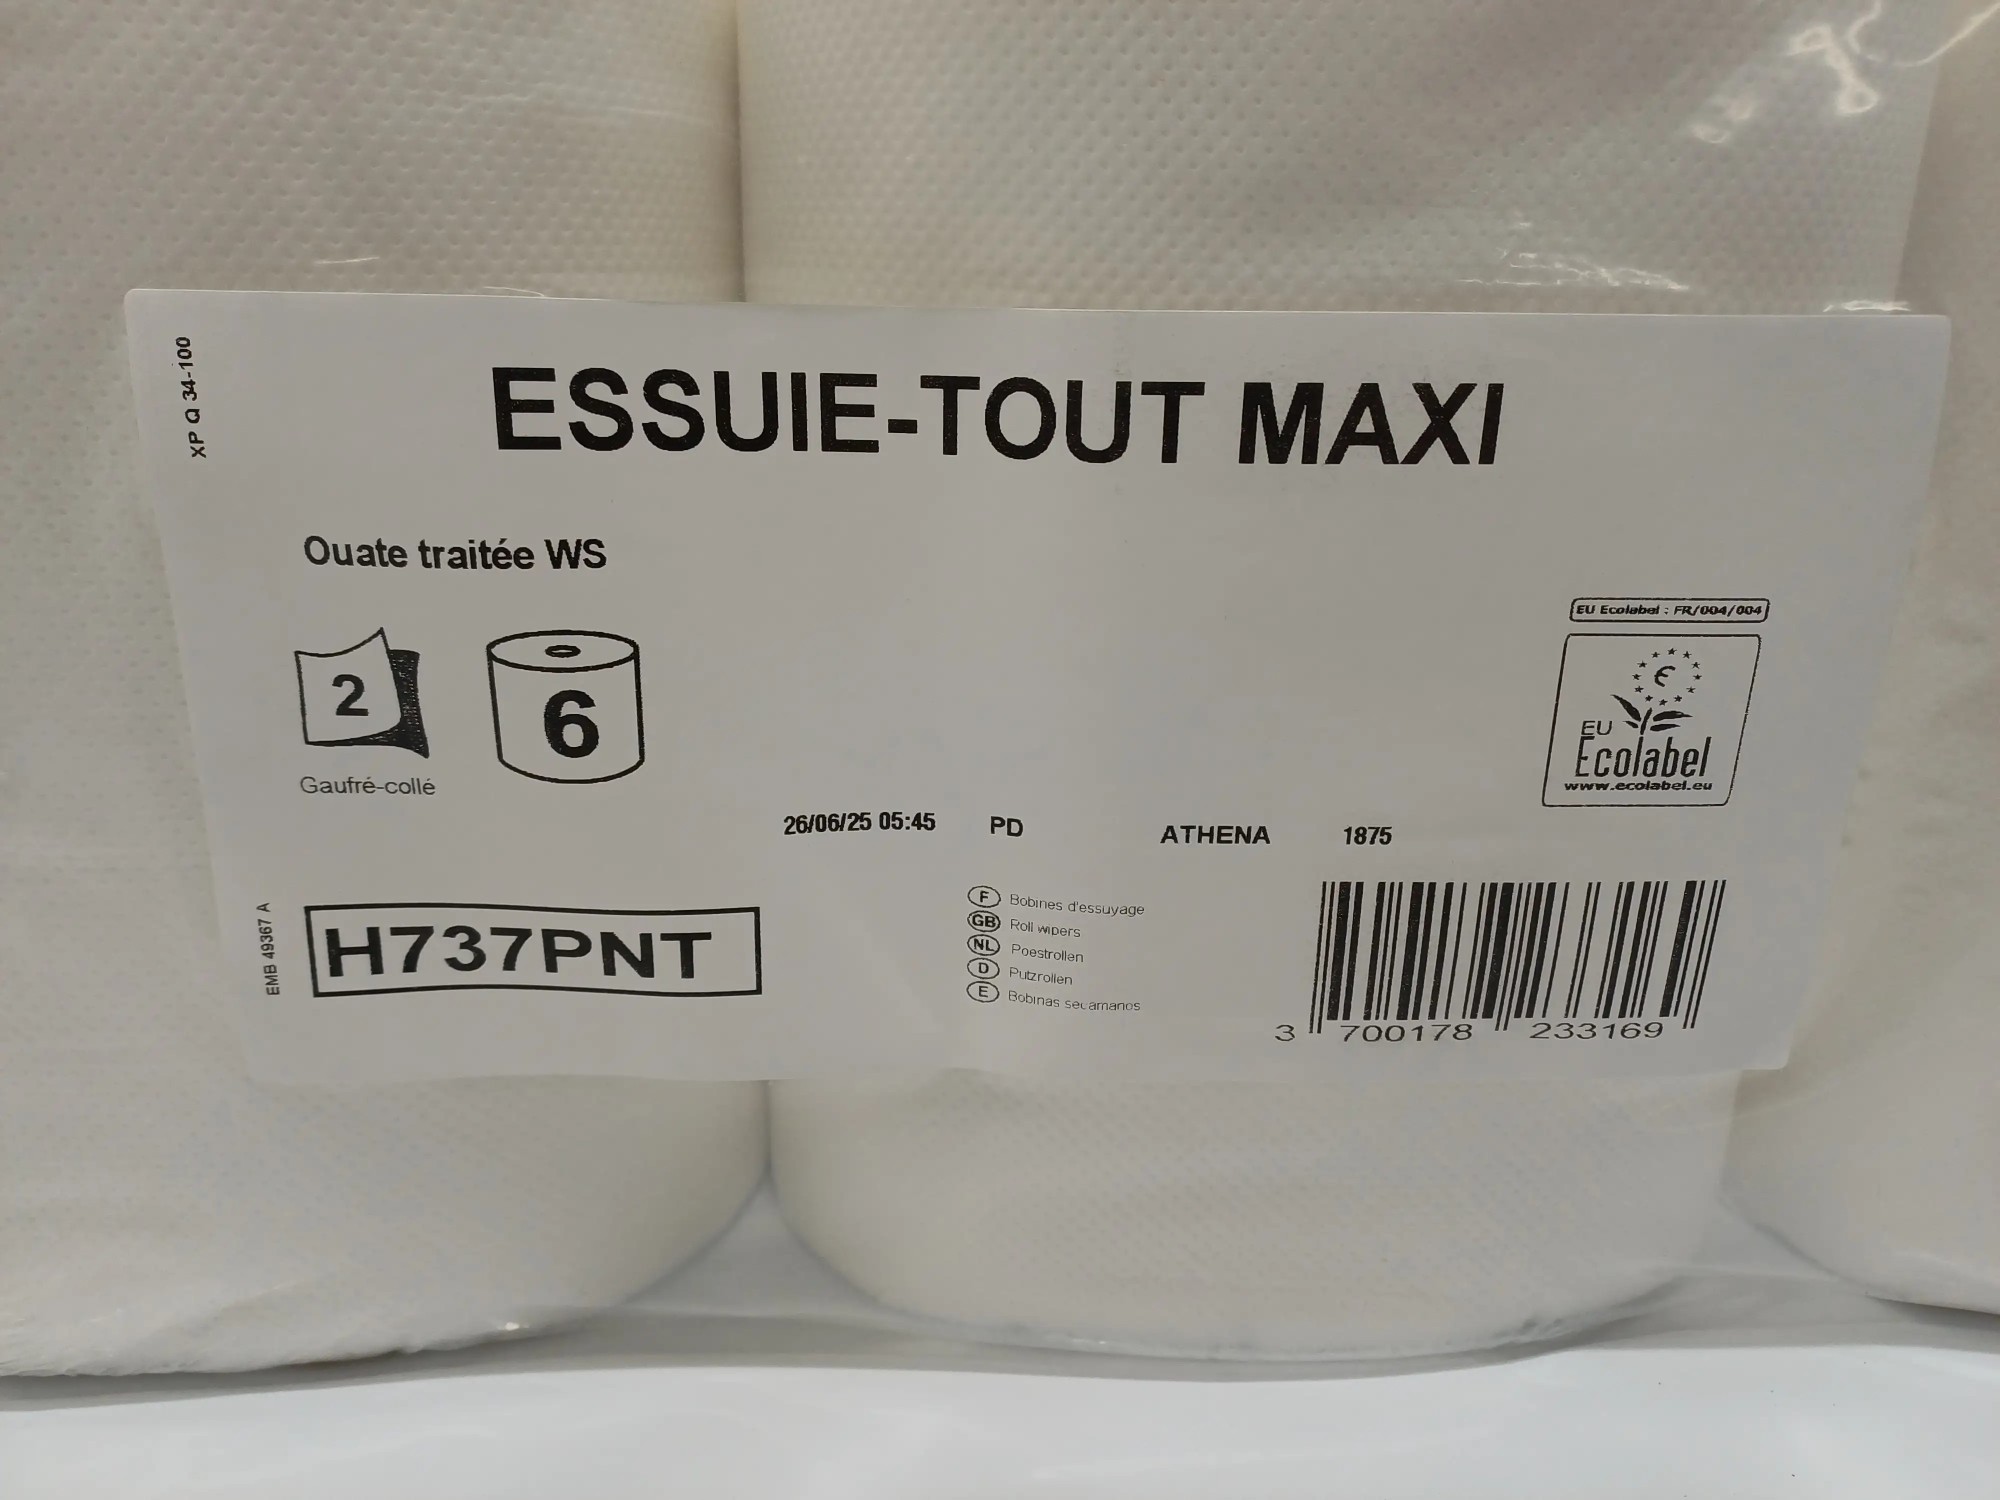 XP Q 34-100
ESSUIE-TOUT MAXI
Ouate traitée WS
2
6
Gaufré-collé
EU Ecolabel : FR/004/004
€
EU
Ecolabel
www.ecolabel.eu
26/06/25 05:45 PD ATHENA 1875
EMB 49367 A
H737PNT
F Bobines d'essuyage
GB Roll wipers
NL Poestrollen
D Putzrollen
E Bobinas secamanos
3 700178 233169